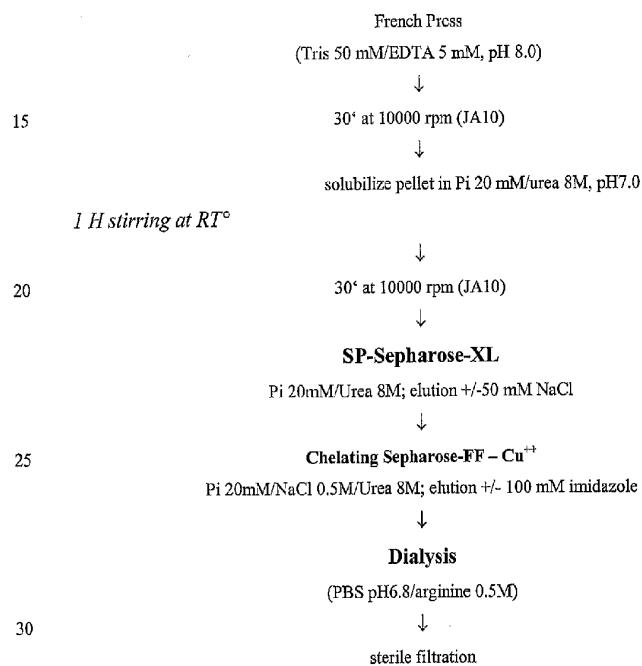 French Press
(Tris 50 mM/EDTA 5 mM, pH 8.0)
↓
15 30‘ at 10000 rpm (JA10)
↓
solubilize pellet in Pi 20 mM/urea 8M, pH7.0
1 H stirring at RT°
↓
20 30‘ at 10000 rpm (JA10)
↓
SP-Sepharose-XL
Pi 20mM/Urea 8M; elution +/-50 mM NaCl
↓
25 Chelating Sepharose-FF – Cu++
Pi 20mM/NaCl 0.5M/Urea 8M; elution +/- 100 mM imidazole
↓
Dialysis
(PBS pH6.8/arginine 0.5M)
30 ↓
sterile filtration